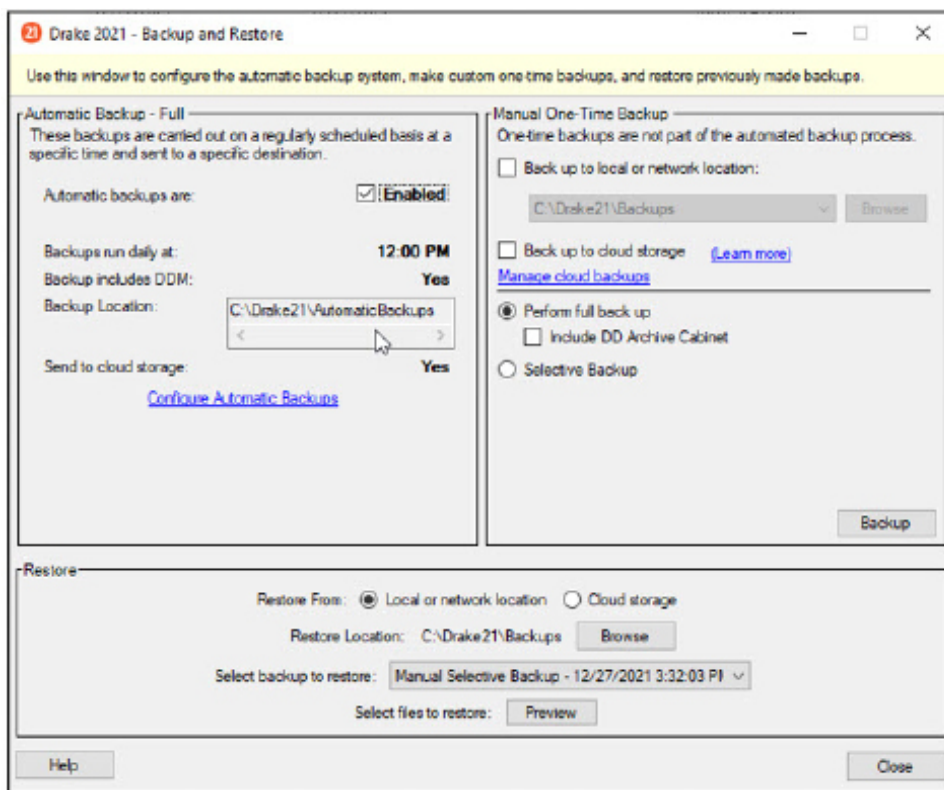 21 Drake 2021 - Backup and Restore
Use this window to configure the automatic backup system, make custom one-time backups, and restore previously made backups.
Automatic Backup - Full
These backups are carried out on a regularly scheduled basis at a
specific time and sent to a specific destination.
Automatic backups are: Enabled
Backups run daily at: 12:00 PM
Backup includes DDM: Yes
Backup Location: C:\Drake21\AutomaticBackups
Send to cloud storage: Yes
Configure Automatic Backups
Manual One-Time Backup
One-time backups are not part of the automated backup process.
Back up to local or network location:
C:\Drake21\Backups Browse
Back up to cloud storage (Learn more)
Manage cloud backups
Perform full back up
Include DD Archive Cabinet
Selective Backup
Backup
Restore
Restore From: Local or network location Cloud storage
Restore Location: C:\Drake21\Backups Browse
Select backup to restore: Manual Selective Backup - 12/27/2021 3:32:03 PM
Select files to restore: Preview
Help Close